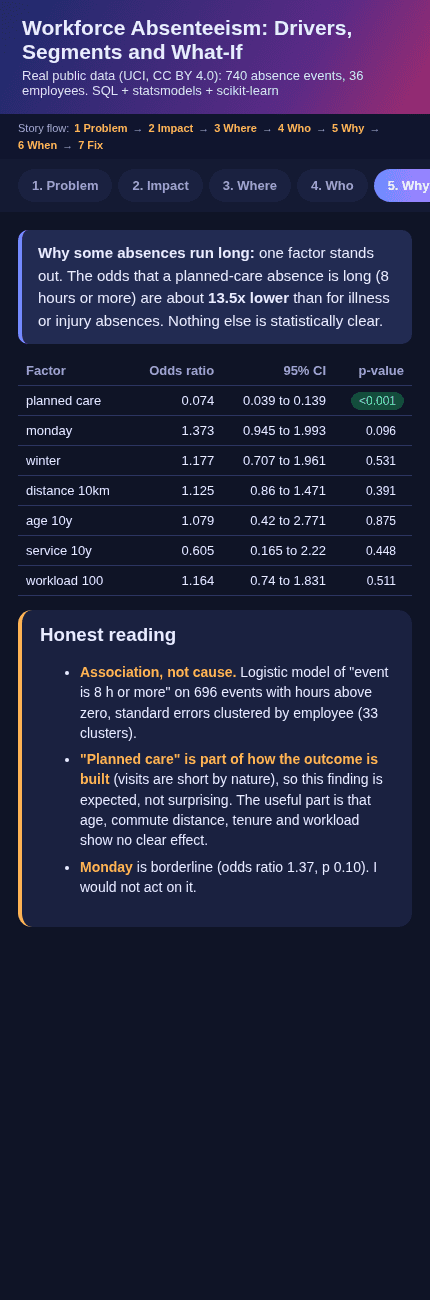 Workforce Absenteeism: Drivers,
Segments and What-If
Real public data (UCI, CC BY 4.0): 740 absence events, 36
employees. SQL + statsmodels + scikit-learn
Story flow: 1 Problem → 2 Impact → 3 Where → 4 Who → 5 Why →
6 When → 7 Fix
1. Problem 2. Impact 3. Where 4. Who 5. Why
Why some absences run long: one factor stands
out. The odds that a planned-care absence is long (8
hours or more) are about 13.5x lower than for illness
or injury absences. Nothing else is statistically clear.
Factor Odds ratio 95% CI p-value
planned care 0.074 0.039 to 0.139 <0.001
monday 1.373 0.945 to 1.993 0.096
winter 1.177 0.707 to 1.961 0.531
distance 10km 1.125 0.86 to 1.471 0.391
age 10y 1.079 0.42 to 2.771 0.875
service 10y 0.605 0.165 to 2.22 0.448
workload 100 1.164 0.74 to 1.831 0.511
Honest reading
• Association, not cause. Logistic model of "event
is 8 h or more" on 696 events with hours above
zero, standard errors clustered by employee (33
clusters).
• "Planned care" is part of how the outcome is
built (visits are short by nature), so this finding is
expected, not surprising. The useful part is that
age, commute distance, tenure and workload
show no clear effect.
• Monday is borderline (odds ratio 1.37, p 0.10). I
would not act on it.